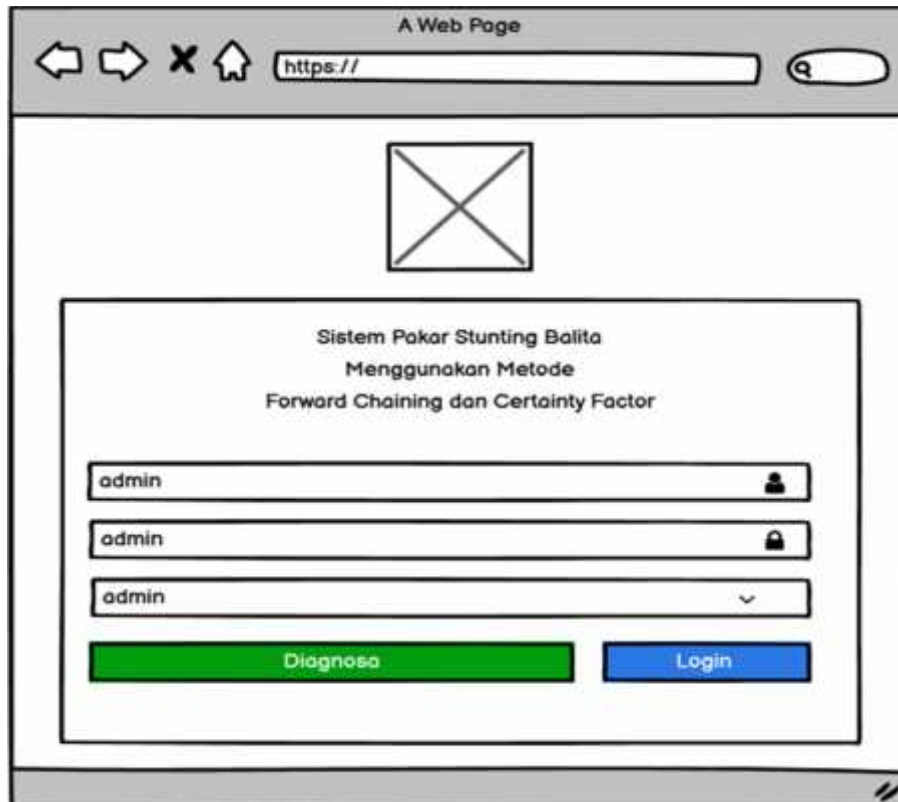 A Web Page
https://
Sistem Pakar Stunting Balita
Menggunakan Metode
Forward Chaining dan Certainty Factor
admin
admin
admin
Diagnosa
Login